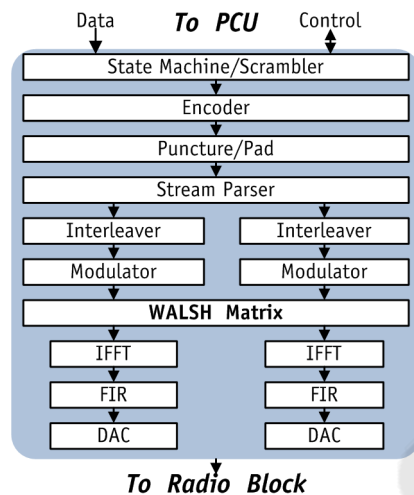 Data To PCU Control
State Machine/Scrambler
Encoder
Puncture/Pad
Stream Parser
Interleaver Interleaver
Modulator Modulator
WALSH Matrix
IFFT IFFT
FIR FIR
DAC DAC
To Radio Block